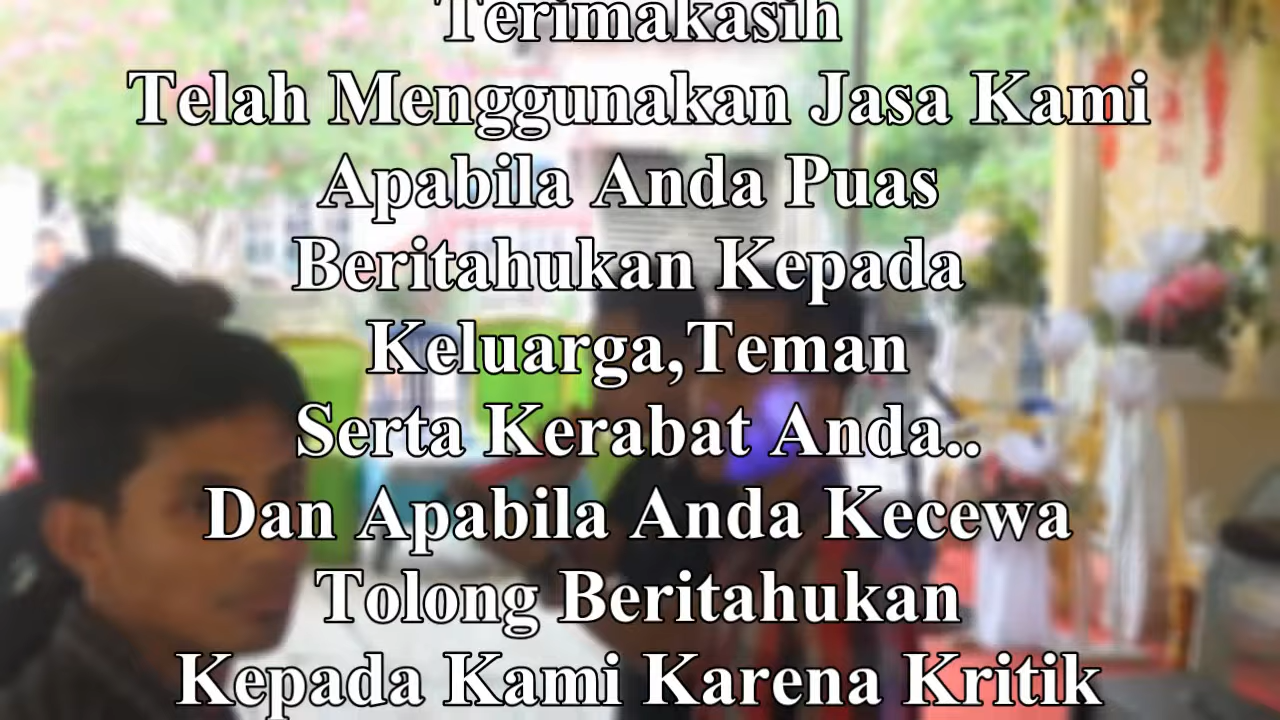 Terimakasih
Telah Menggunakan Jasa Kami
Apabila Anda Puas
Beritahukan Kepada
Keluarga,Teman
Serta Kerabat Anda..
Dan Apabila Anda Kecewa
Tolong Beritahukan
Kepada Kami Karena Kritik